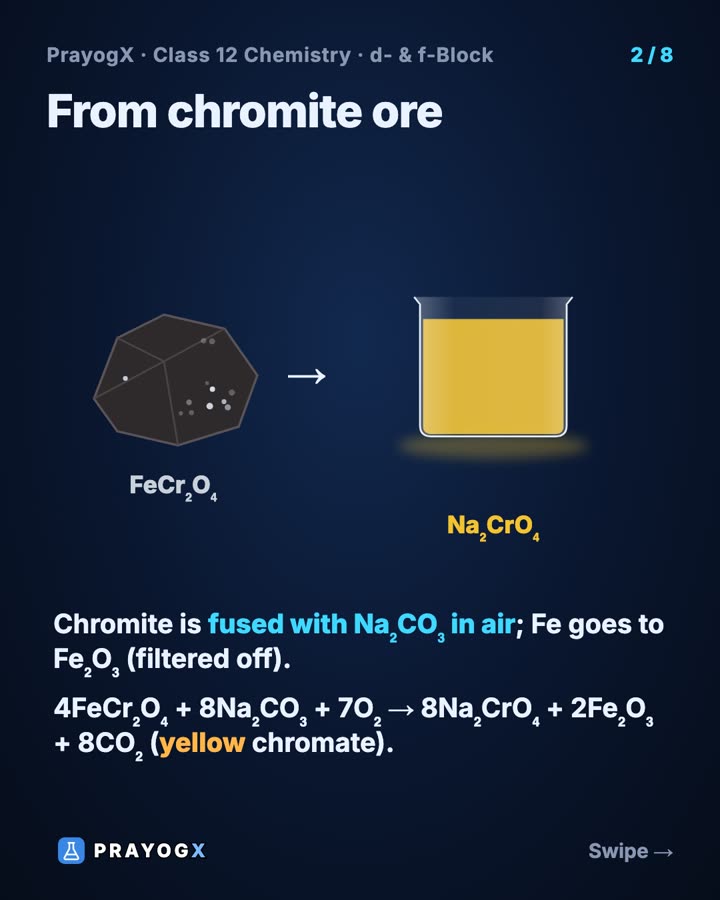 PrayogX · Class 12 Chemistry · d- & f-Block
2 / 8
From chromite ore
→
FeCr₂O₄
Na₂CrO₄
Chromite is fused with Na₂CO₃ in air; Fe goes to
Fe₂O₃ (filtered off).
4FeCr₂O₄ + 8Na₂CO₃ + 7O₂ → 8Na₂CrO₄ + 2Fe₂O₃
+ 8CO₂ (yellow chromate).
PRAYOGX
Swipe →